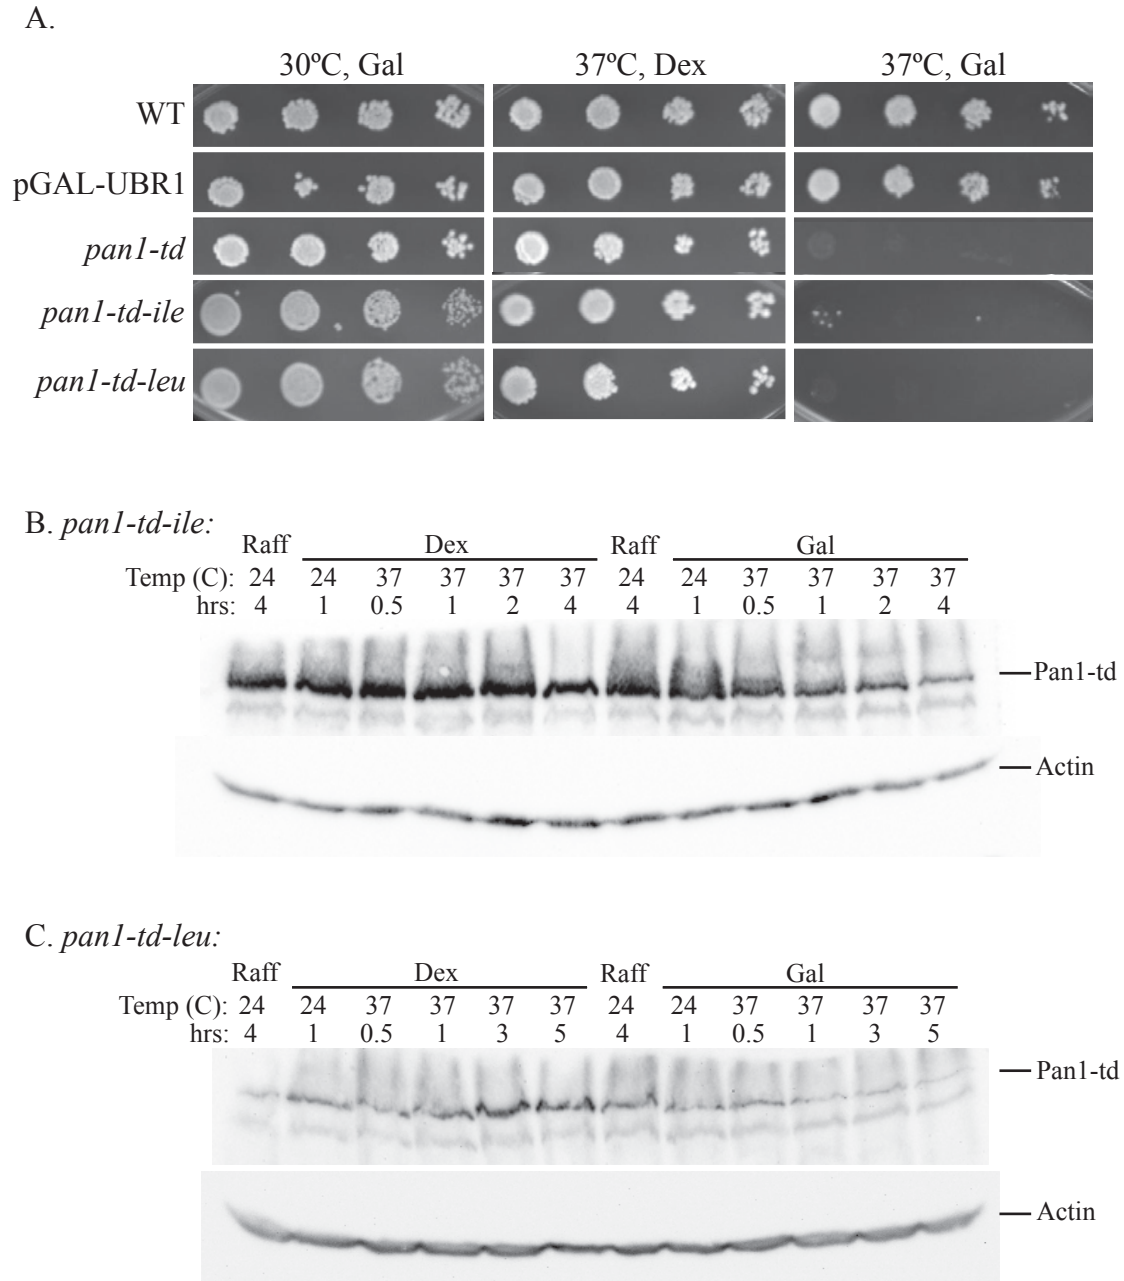 A.
30ºC, Gal 37ºC, Dex 37ºC, Gal
WT
pGAL-UBR1
pan1-td
pan1-td-ile
pan1-td-leu
B. pan1-td-ile:
Raff Dex Raff Gal
Temp (C): 24 24 37 37 37 37 24 24 37 37 37 37
hrs: 4 1 0.5 1 2 4 4 1 0.5 1 2 4
Pan1-td
Actin
C. pan1-td-leu:
Raff Dex Raff Gal
Temp (C): 24 24 37 37 37 37 24 24 37 37 37 37
hrs: 4 1 0.5 1 3 5 4 1 0.5 1 3 5
Pan1-td
Actin